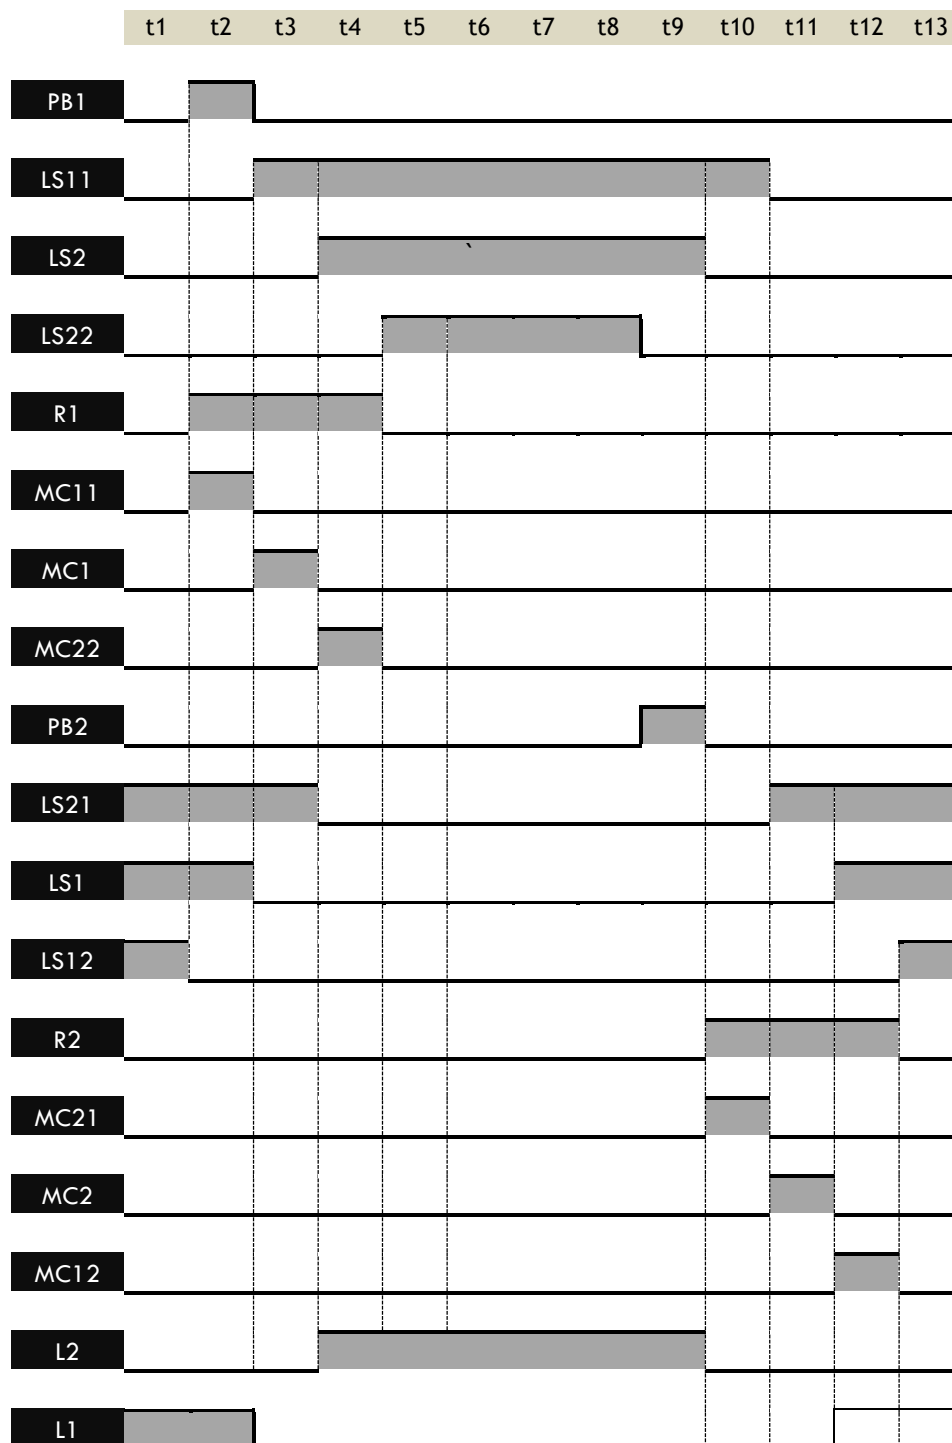 t1 t2 t3 t4 t5 t6 t7 t8 t9 t10 t11 t12 t13
PB1
LS11
LS2
LS22
R1
MC11
MC1
MC22
PB2
LS21
LS1
LS12
R2
MC21
MC2
MC12
L2
L1